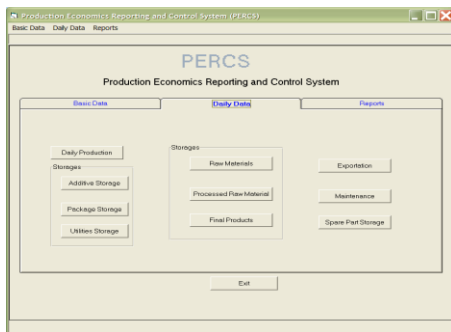 Production Economics Reporting and Control System (PERCS)
Basic Data Daily Data Reports
PERCS
Production Economics Reporting and Control System
Basic Data Daily Data Reports
Daily Production
Storages
Additive Storage
Package Storage
Utilities Storage
Storages
Raw Materials
Processed Raw Material
Final Products
Exportation
Maintenance
Spare Part Storage
Exit